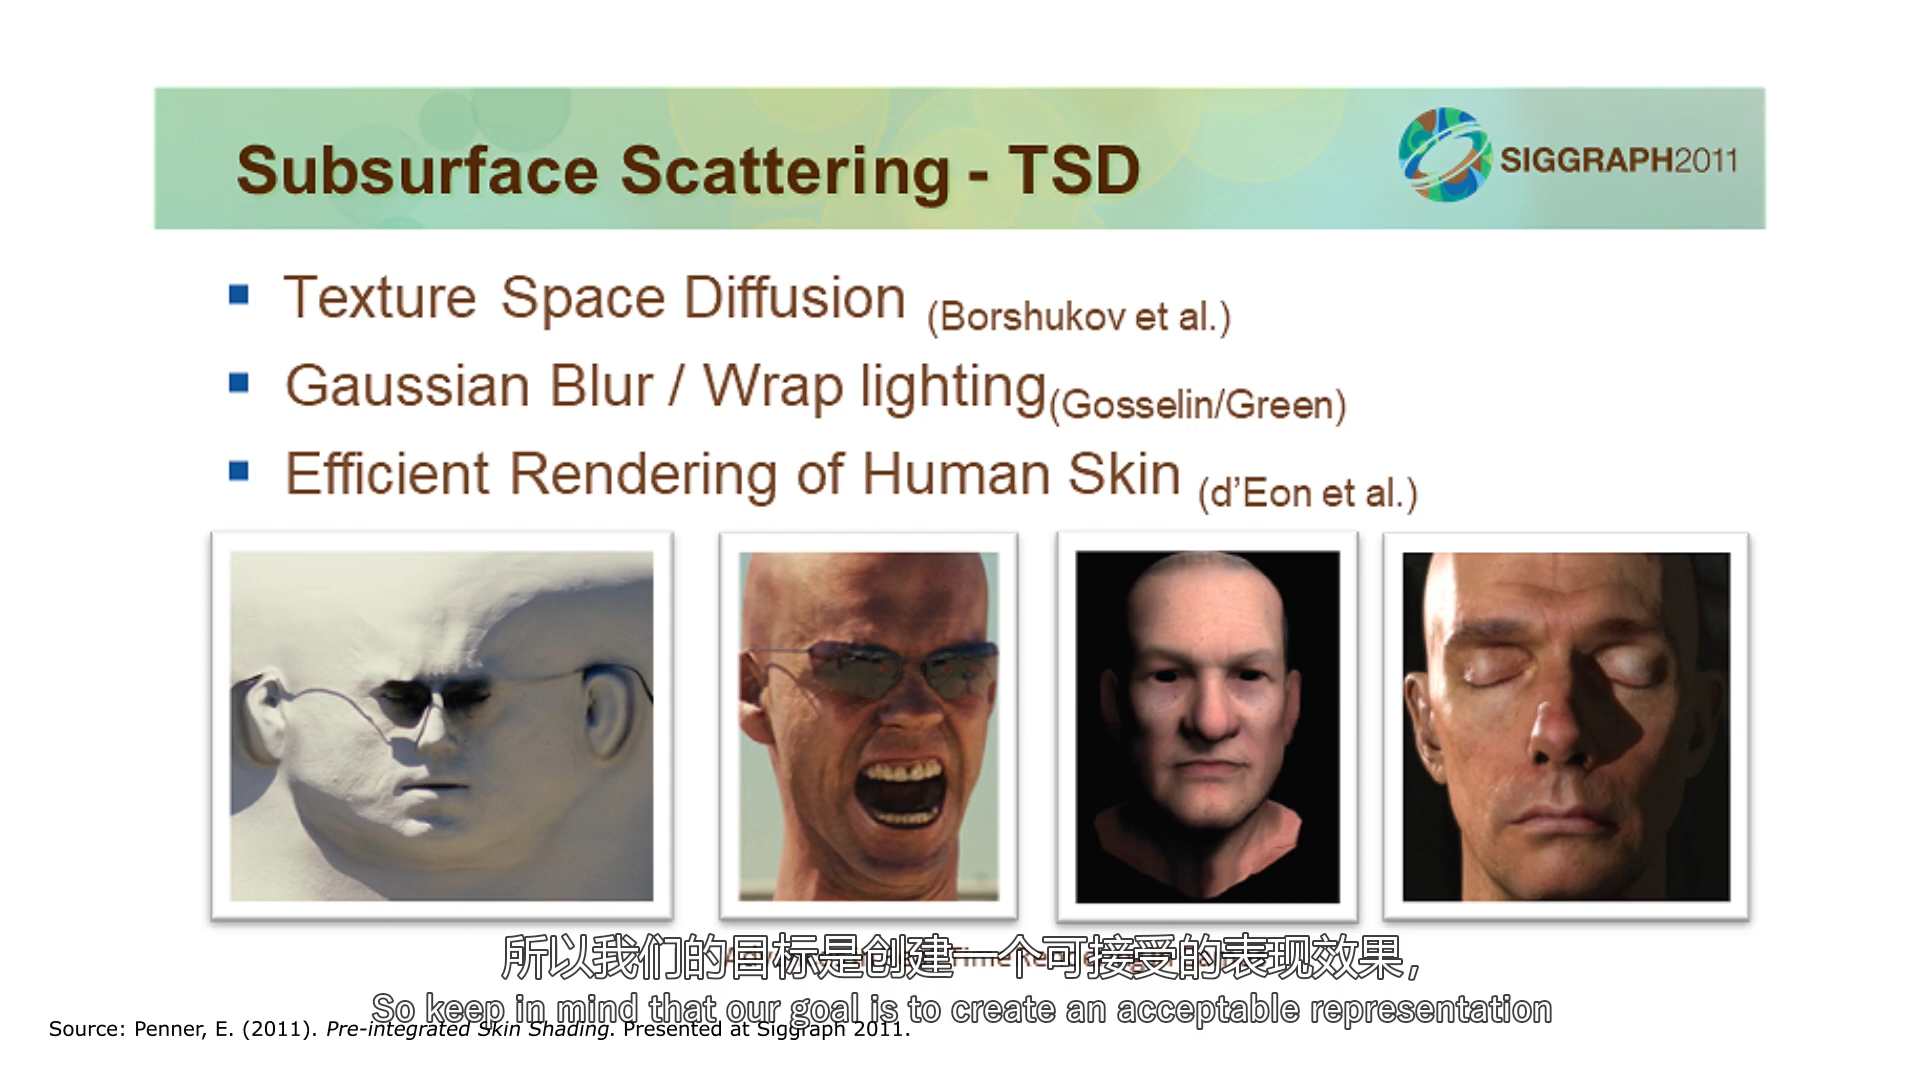 Subsurface Scattering - TSD
SIGGRAPH2011
Texture Space Diffusion (Borshukov et al.)
Gaussian Blur / Wrap lighting(Gosselin/Green)
Efficient Rendering of Human Skin (d'Eon et al.)
所以我们的目标是创建一个可接受的表现效果，
So keep in mind that our goal is to create an acceptable representation
Source: Penner, E. (2011). Pre-integrated Skin Shading. Presented at Siggraph 2011.